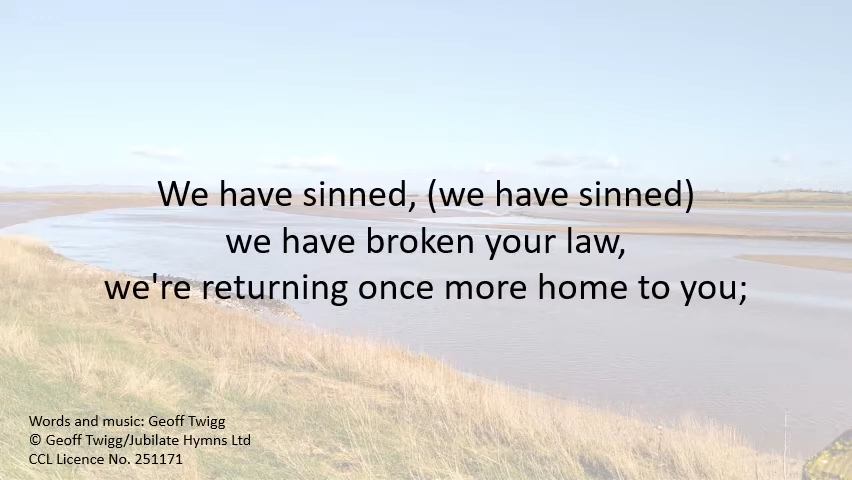 We have sinned, (we have sinned)
we have broken your law,
we're returning once more home to you;
Words and music: Geoff Twigg
© Geoff Twigg/Jubilate Hymns Ltd
CCL Licence No. 251171